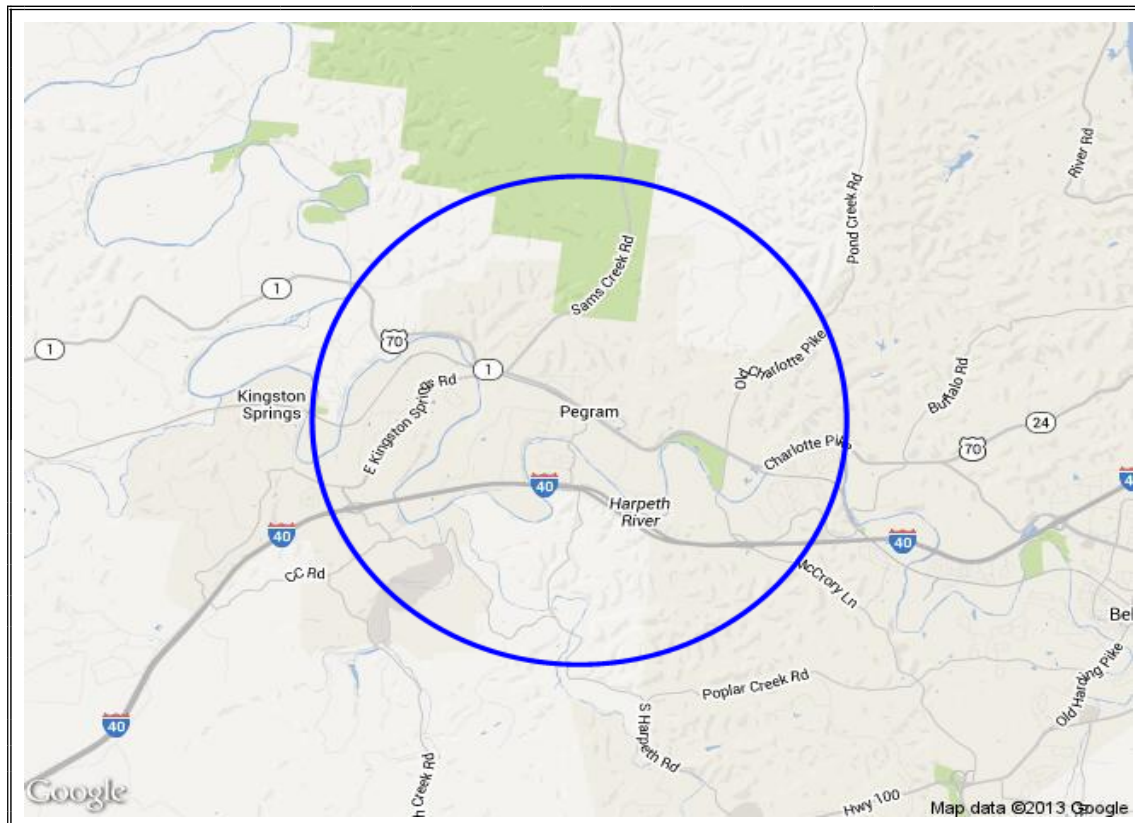 River Rd
Pond Creek Rd
Sams Creek Rd
1
1
70
1
Old
Charlotte Pike
Kingston
Springs
E Kingston Springs Rd
Pegram
Buffalo Rd
24
70
Charlotte Pike
40
40
Harpeth
River
40
40
CC Rd
McCrory Ln
Bel
Poplar Creek Rd
Old Harding Pike
S Harpeth Rd
40
h Creek Rd
Hwy 100
Google
Map data ©2013 Google